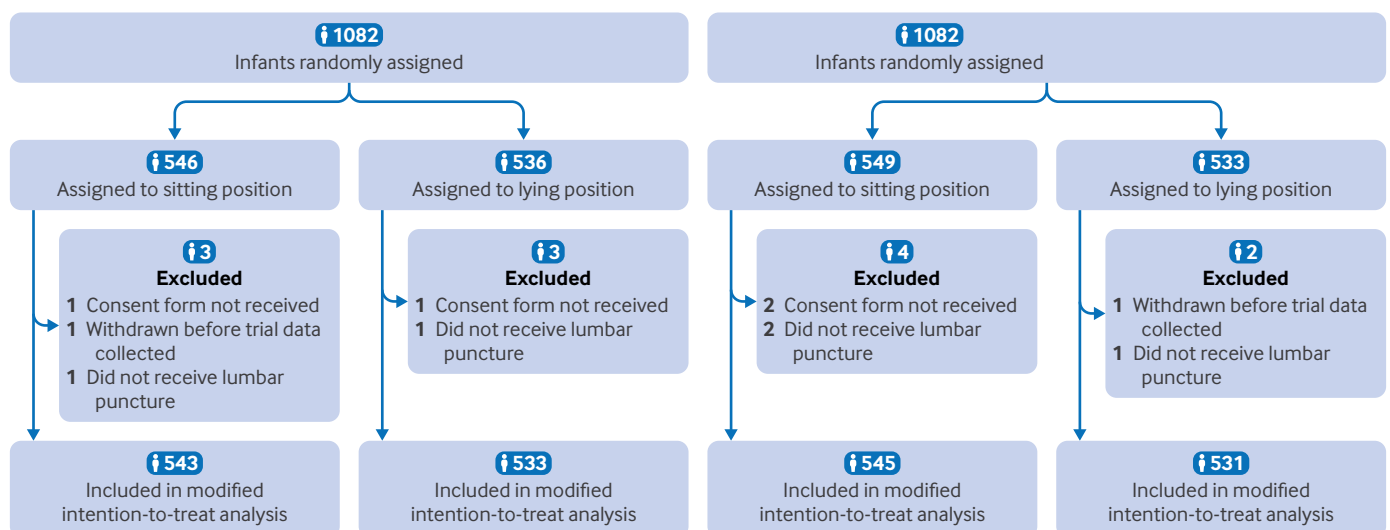 1082
Infants randomly assigned
546
Assigned to sitting position
3
Excluded
1 Consent form not received
1 Withdrawn before trial data
collected
1 Did not receive lumbar
puncture
543
Included in modified
intention-to-treat analysis
536
Assigned to lying position
3
Excluded
1 Consent form not received
1 Did not receive lumbar
puncture
533
Included in modified
intention-to-treat analysis
1082
Infants randomly assigned
549
Assigned to sitting position
4
Excluded
2 Consent form not received
2 Did not receive lumbar
puncture
545
Included in modified
intention-to-treat analysis
533
Assigned to lying position
2
Excluded
1 Withdrawn before trial data
collected
1 Did not receive lumbar
puncture
531
Included in modified
intention-to-treat analysis